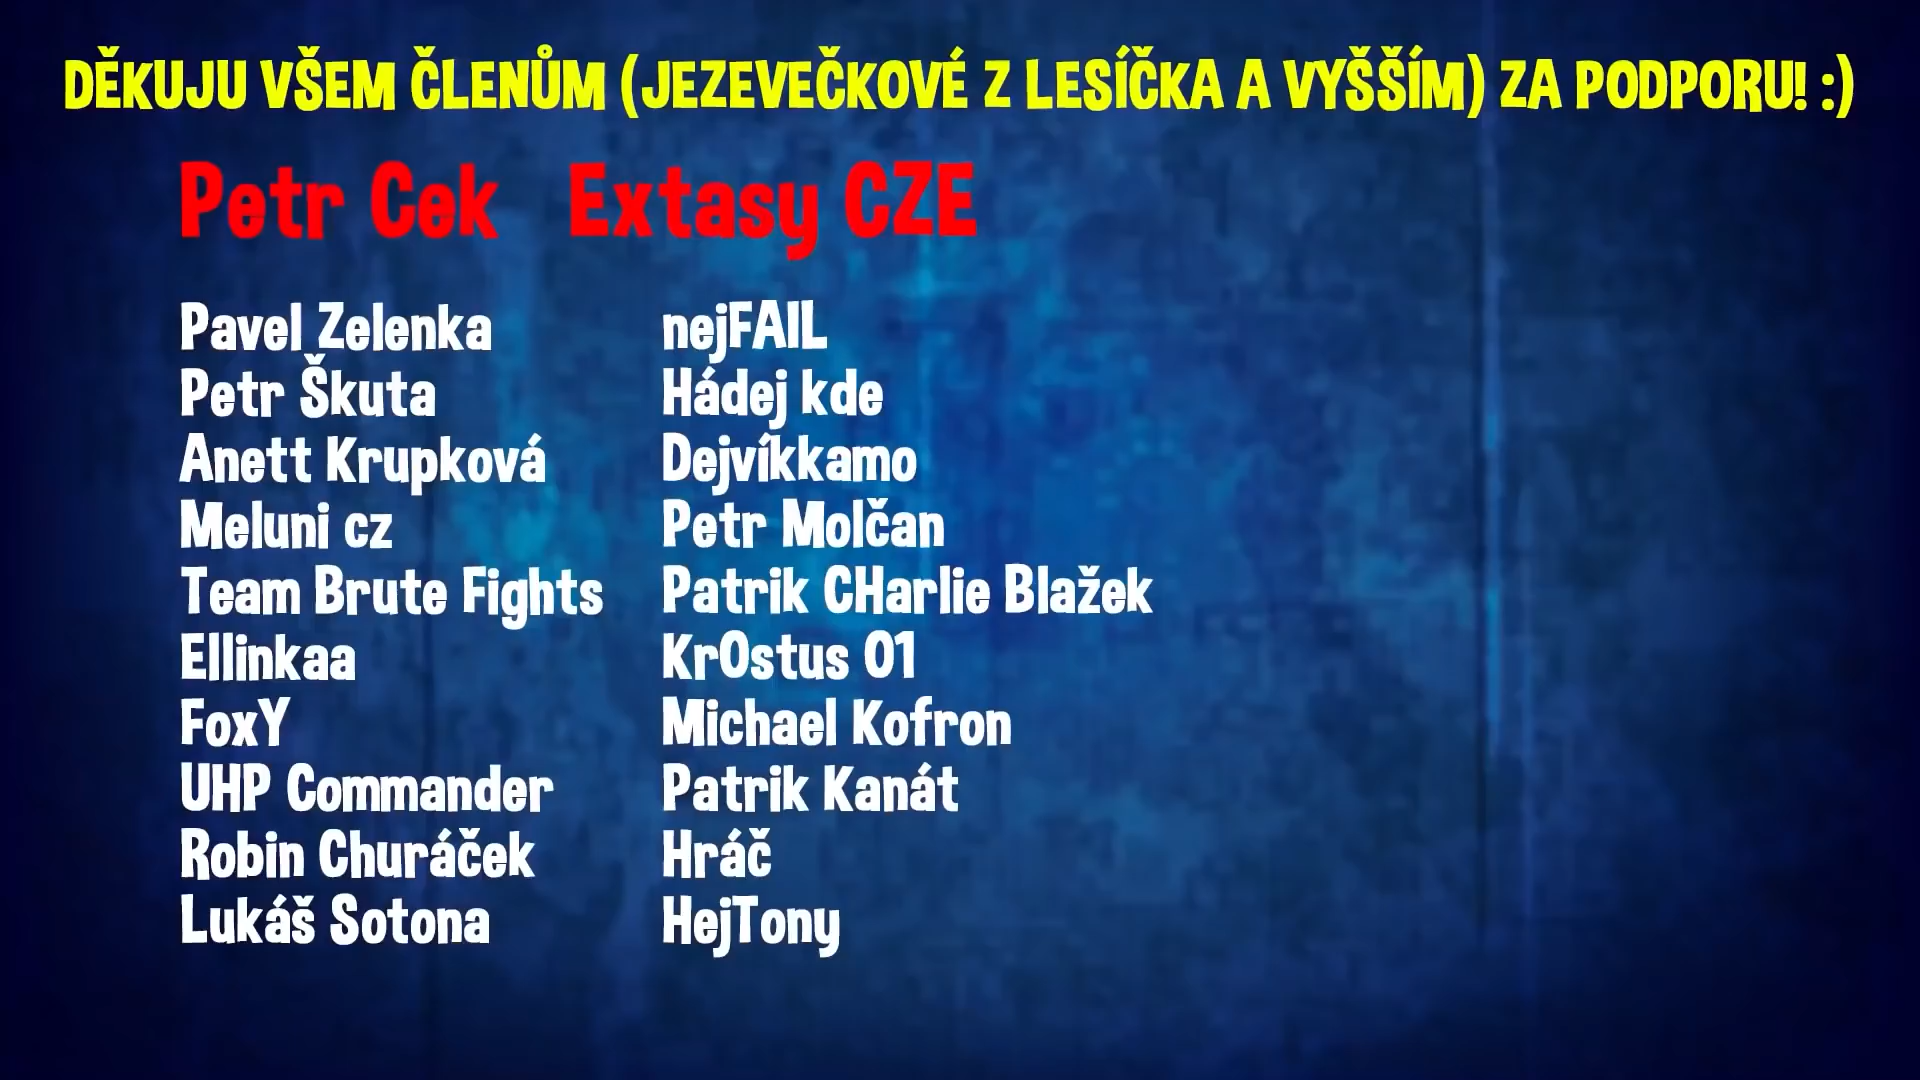 DĚKUJU VŠEM ČLENŮM (JEZEVEČKOVÉ Z LESÍČKA A VYŠŠÍM) ZA PODPORU! :)
Petr Cek Extasy CZE
Pavel Zelenka
Petr Škuta
Anett Krupková
Meluni cz
Team Brute Fights
Ellinkaa
FoxY
UHP Commander
Robin Churáček
Lukáš Sotona
nejFAIL
Hádej kde
Dejvíkkamo
Petr Molčan
Patrik CHarlie Blažek
Kr0stus 01
Michael Kofron
Patrik Kanát
Hráč
HejTony